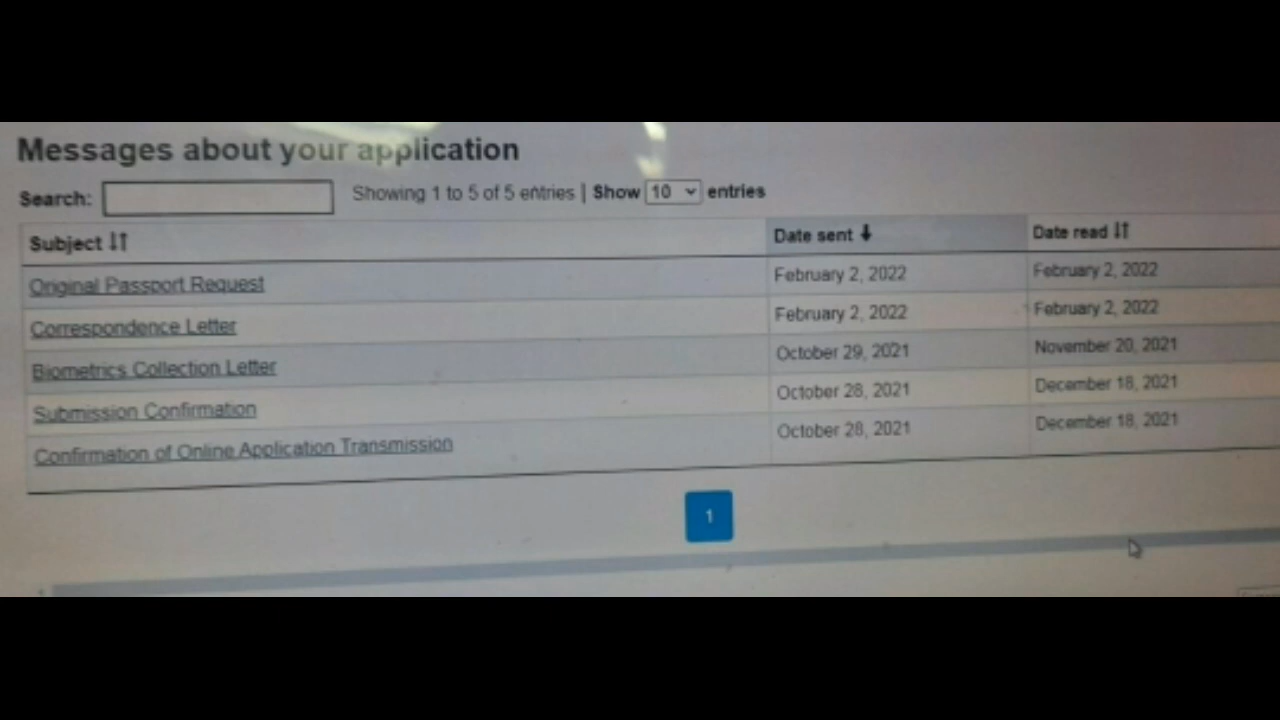 Messages about your application
Search: Showing 1 to 5 of 5 entries | Show 10 entries
Subject Date sent Date read
Original Passport Request February 2, 2022 February 2, 2022
Correspondence Letter February 2, 2022 February 2, 2022
Biometrics Collection Letter October 29, 2021 November 20, 2021
Submission Confirmation October 28, 2021 December 18, 2021
Confirmation of Online Application Transmission October 28, 2021 December 18, 2021
1